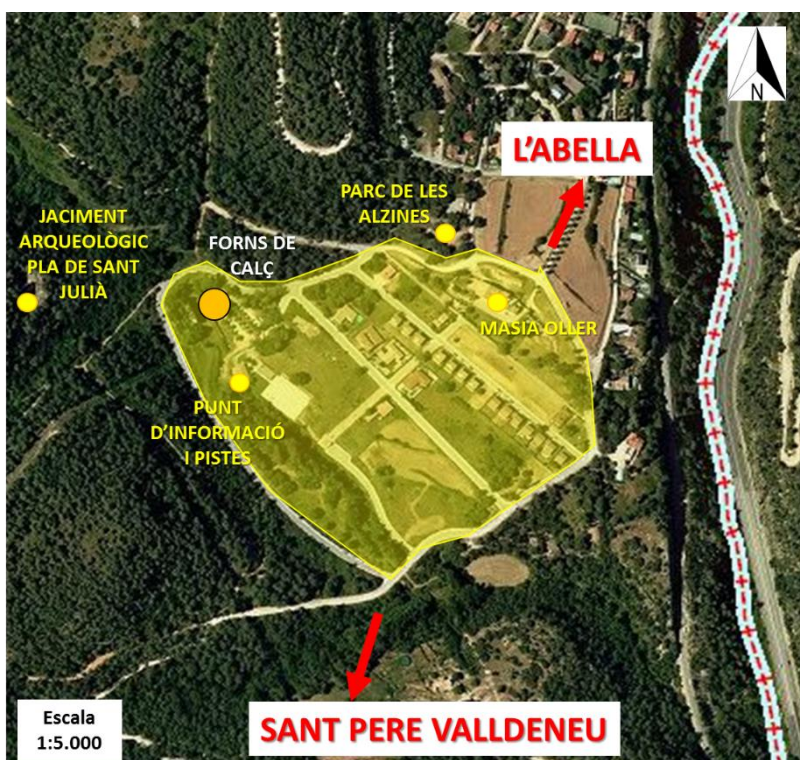 N
L'ABELLA
PARC DE LES
ALZINES
JACIMENT
ARQUEOLÒGIC
PLA DE SANT
JULIÀ
FORNS DE
CALÇ
MASIA OLLER
PUNT
D'INFORMACIÓ
I PISTES
Escala
1:5.000
SANT PERE VALLDENEU